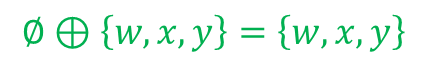 ∅ ⊕ {w, x, y} = {w, x, y}